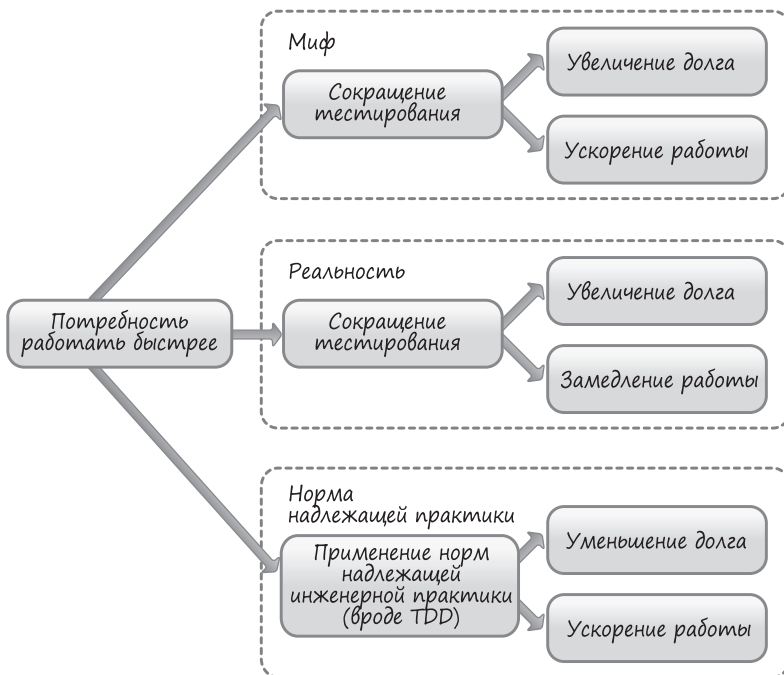 Миф
Сокращение
тестирования
Увеличение долга
Ускорение работы
Потребность
работать быстрее
Реальность
Сокращение
тестирования
Увеличение долга
Замедление работы
Норма
надлежащей практики
Применение норм
надлежащей
инженерной практики
(вроде TDD)
Уменьшение долга
Ускорение работы